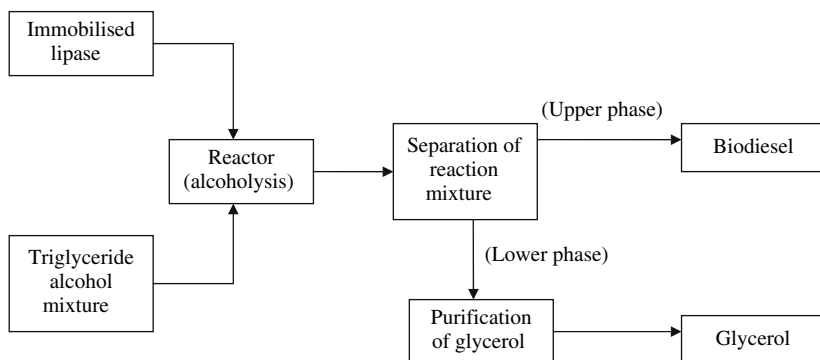 Immobilised
lipase
(Upper phase)
Reactor
(alcoholysis)
Separation of
reaction
mixture
Biodiesel
Triglyceride
alcohol
mixture
(Lower phase)
Purification
of glycerol
Glycerol